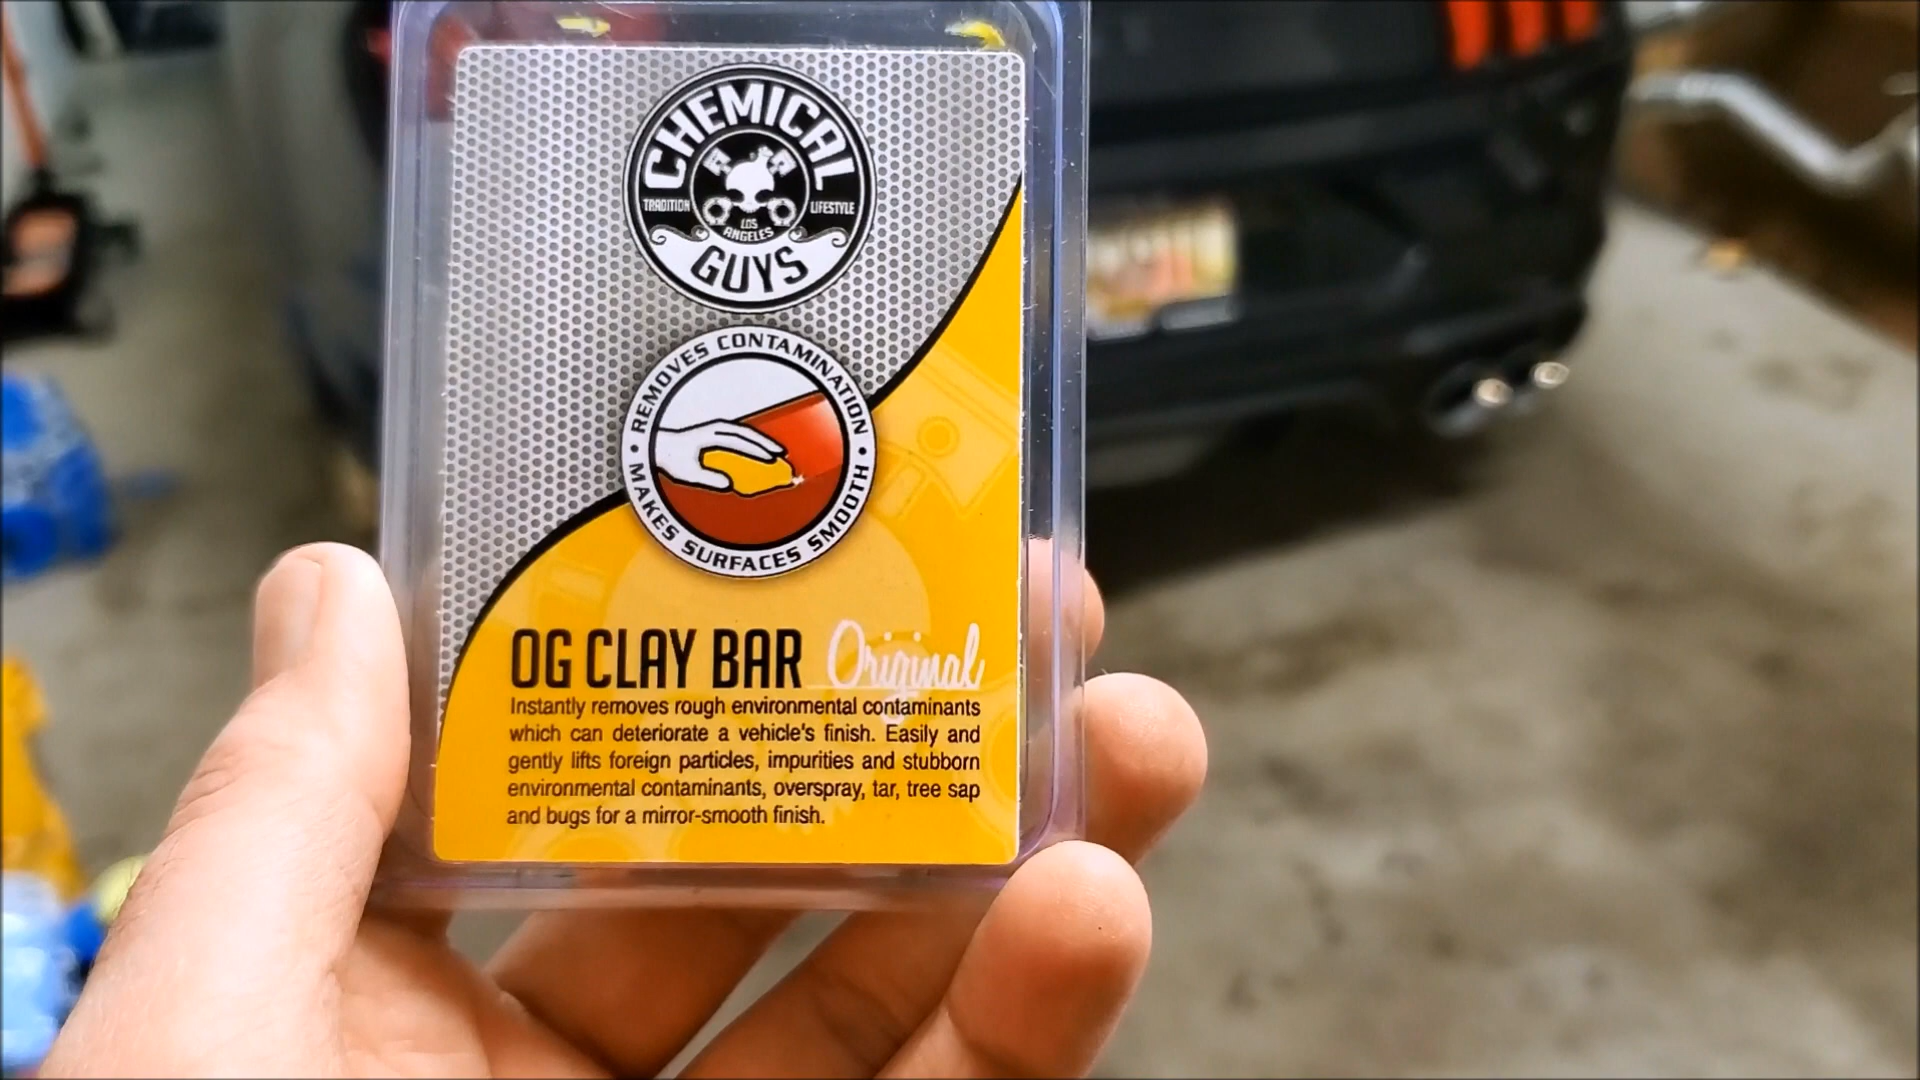 CHEMICAL
TRADITION
LIFESTYLE
LOS
ANGELES
GUYS
REMOVES CONTAMINATION
MAKES SURFACES SMOOTH
OG CLAY BAR Original
Instantly removes rough environmental contaminants
which can deteriorate a vehicle's finish. Easily and
gently lifts foreign particles, impurities and stubborn
environmental contaminants, overspray, tar, tree sap
and bugs for a mirror-smooth finish.